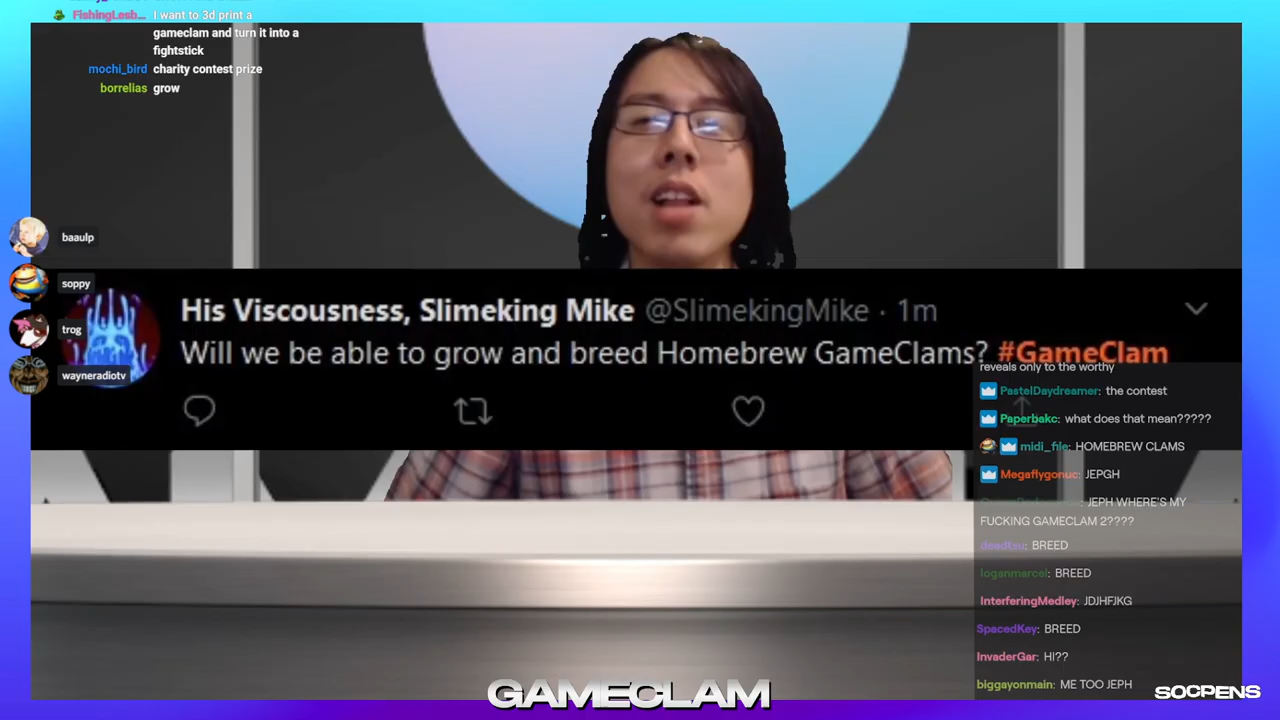 FishingLesb... I want to 3d print a
gameclam and turn it into a
fightstick
mochi_bird charity contest prize
borrelias grow
baaulp
soppy
trog
wayneradiotv
His Viscousness, Slimeking Mike @SlimekingMike · 1m
Will we be able to grow and breed Homebrew GameClams? #GameClam
reveals only to the worthy
PastelDaydreamer: the contest
Paperbakc: what does that mean?????
midi_file: HOMEBREW CLAMS
Megaflygonuc: JEPGH
: JEPH WHERE'S MY
FUCKING GAMECLAM 2????
deadtsu: BREED
loganmarcel: BREED
InterferingMedley: JDJHFJKG
SpacedKey: BREED
InvaderGar: HI??
biggayonmain: ME TOO JEPH
GAMECLAM
SOCPENS